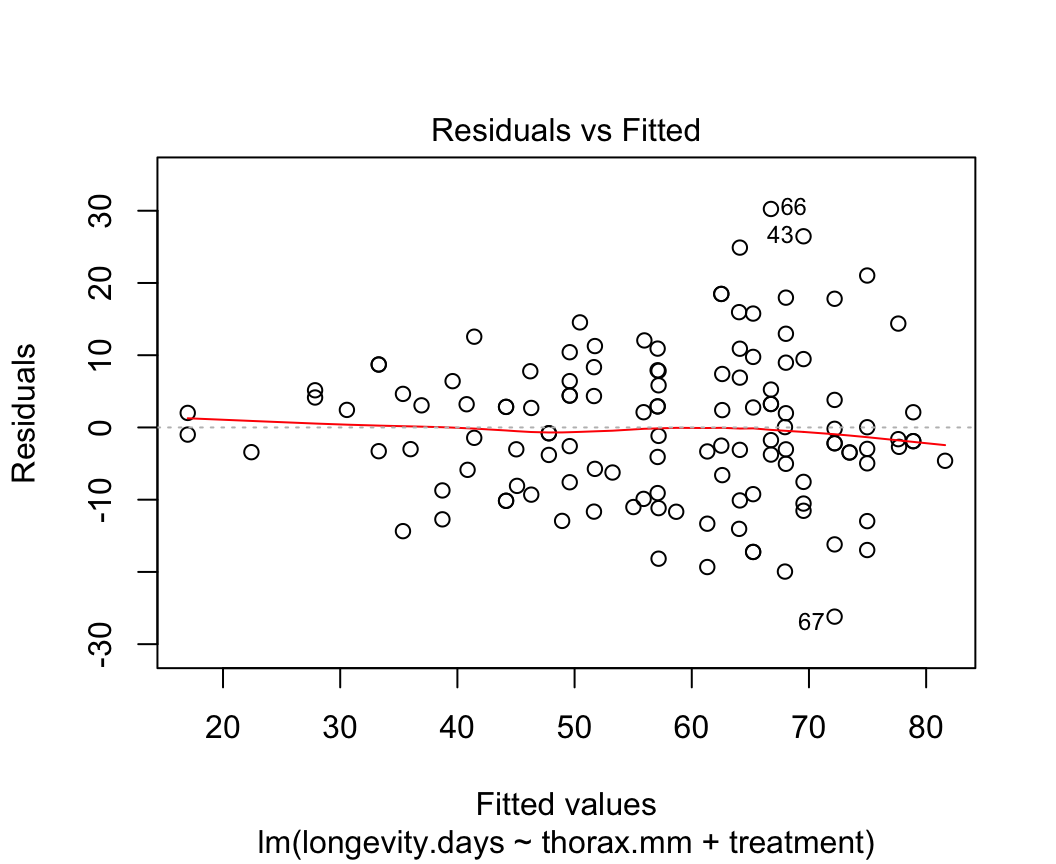 Residuals vs Fitted
66
43
67
30
20
10
0
-10
-30
Residuals
20 30 40 50 60 70 80
Fitted values
lm(longevity.days ~ thorax.mm + treatment)